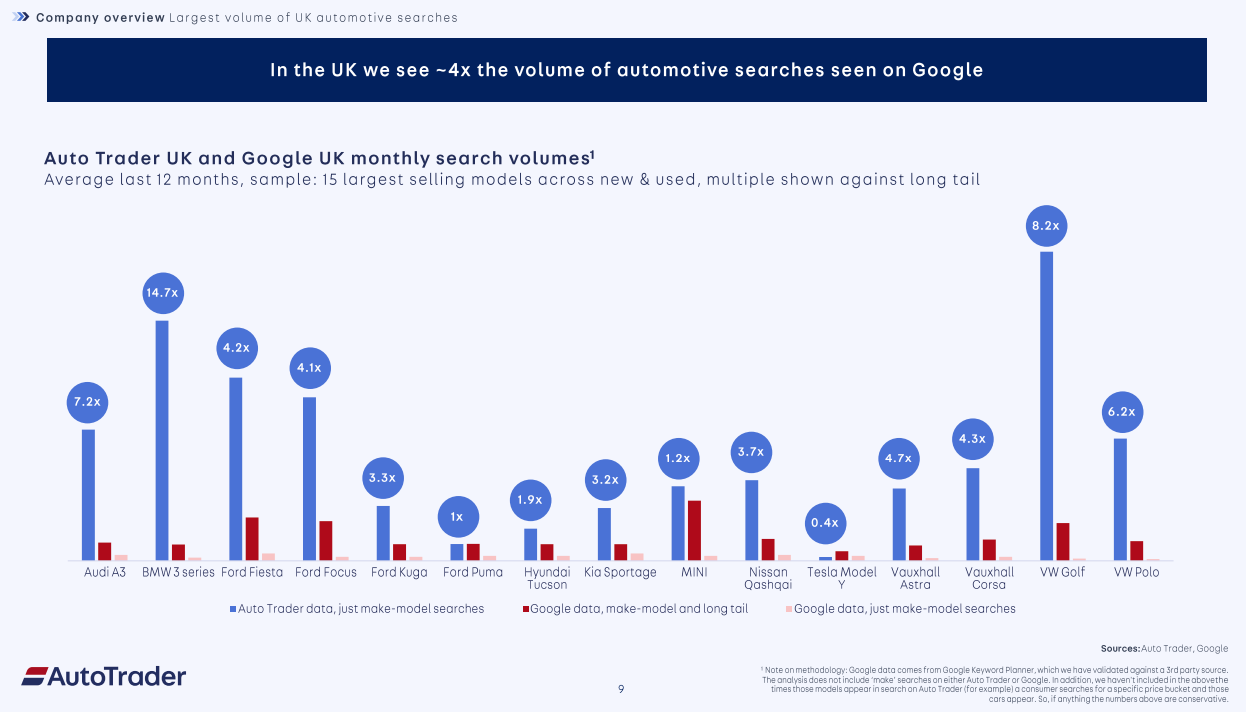 Company overview Largest volume of UK automotive searches
In the UK we see ~4x the volume of automotive searches seen on Google
Auto Trader UK and Google UK monthly search volumes¹
Average last 12 months, sample: 15 largest selling models across new & used, multiple shown against long tail
7.2x
14.7x
4.2x
4.1x
3.3x
1x
1.9x
3.2x
1.2x
3.7x
0.4x
4.7x
4.3x
8.2x
6.2x
Audi A3
BMW 3 series
Ford Fiesta
Ford Focus
Ford Kuga
Ford Puma
Hyundai
Tucson
Kia Sportage
MINI
Nissan
Qashqai
Tesla Model
Y
Vauxhall
Astra
Vauxhall
Corsa
VW Golf
VW Polo
Auto Trader data, just make-model searches
Google data, make-model and long tail
Google data, just make-model searches
Sources: Auto Trader, Google
¹ Note on methodology: Google data comes from Google Keyword Planner, which we have validated against a 3rd party source.
The analysis does not include 'make' searches on either Auto Trader or Google. In addition, we haven't included in the above the
times those models appear in search on Auto Trader (for example) a consumer searches for a specific price bucket and those
cars appear. So, if anything the numbers above are conservative.
AutoTrader
9